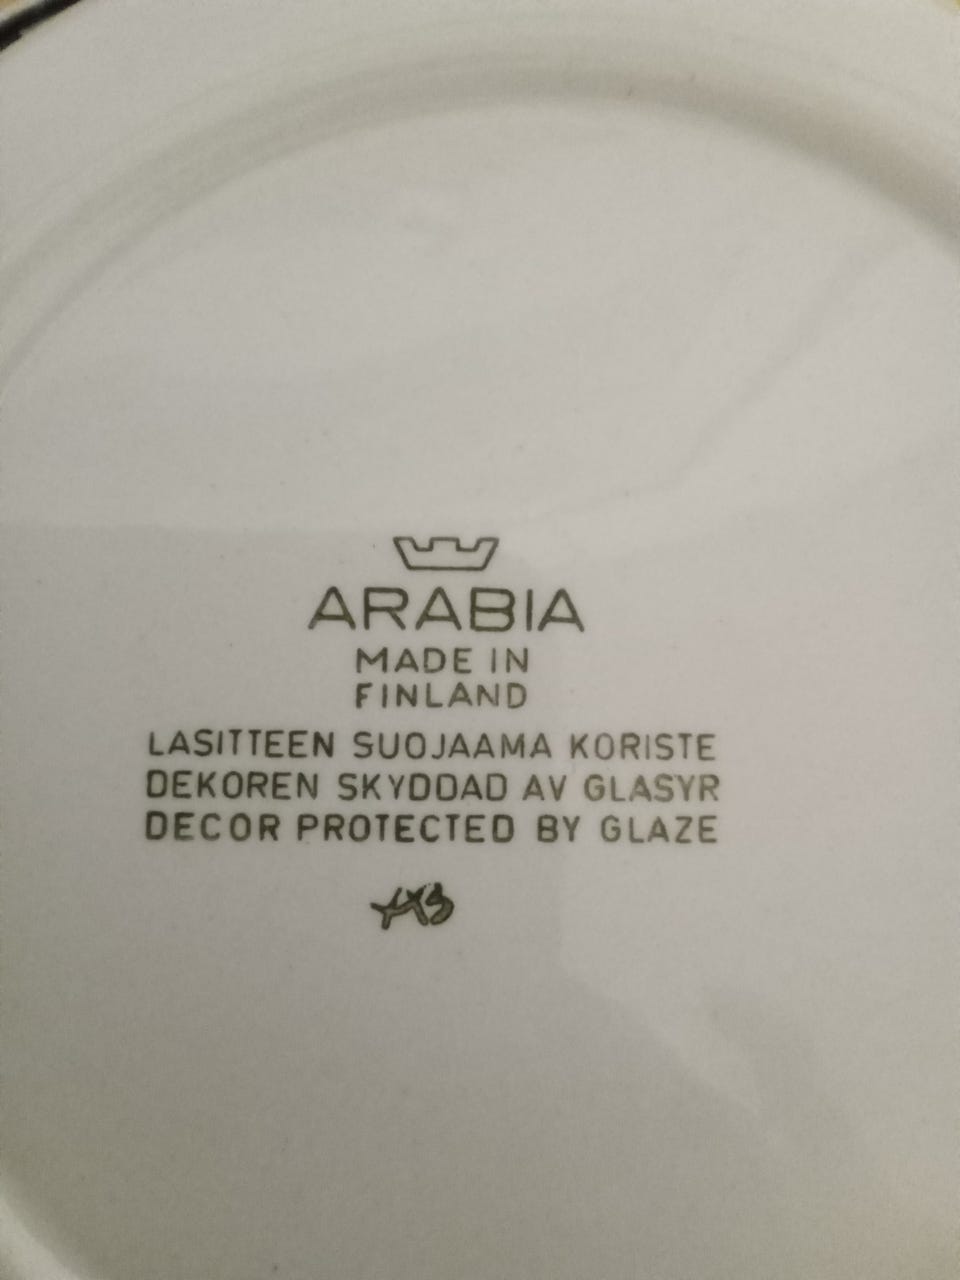 ARABIA
MADE IN
FINLAND
LASITTEEN SUOJAAMA KORISTE
DEKOREN SKYDDAD AV GLASYR
DECOR PROTECTED BY GLAZE